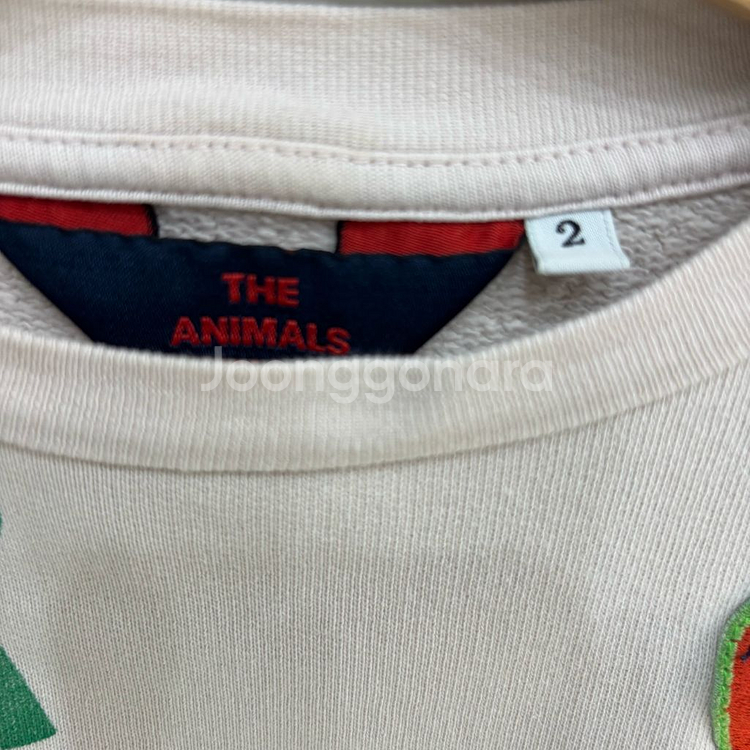 2
THE
ANIMALS
Joonggonara